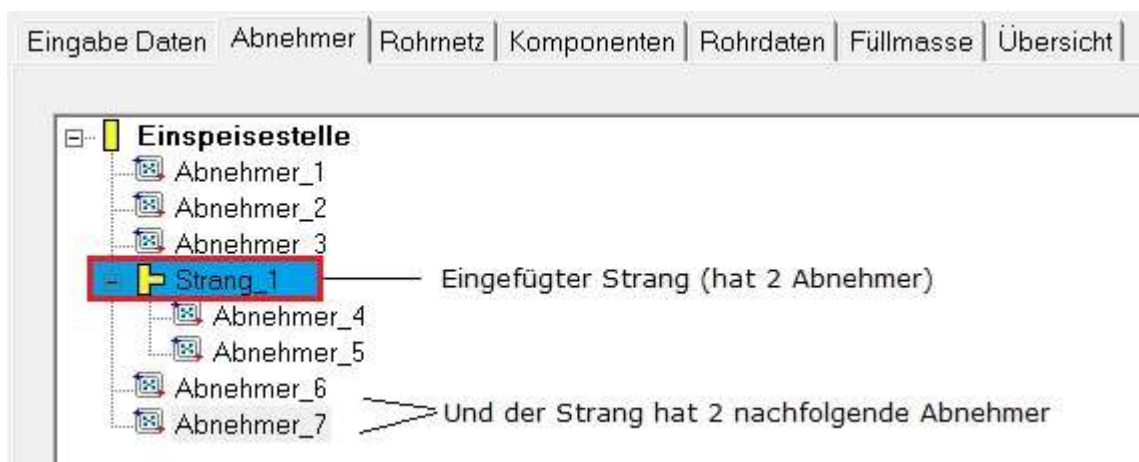 Eingabe Daten Abnehmer Rohrnetz Komponenten Rohrdaten Füllmasse Übersicht
Einspeisestelle
Abnehmer_1
Abnehmer_2
Abnehmer_3
Strang_1 Eingefügter Strang (hat 2 Abnehmer)
Abnehmer_4
Abnehmer_5
Abnehmer_6
Und der Strang hat 2 nachfolgende Abnehmer
Abnehmer_7